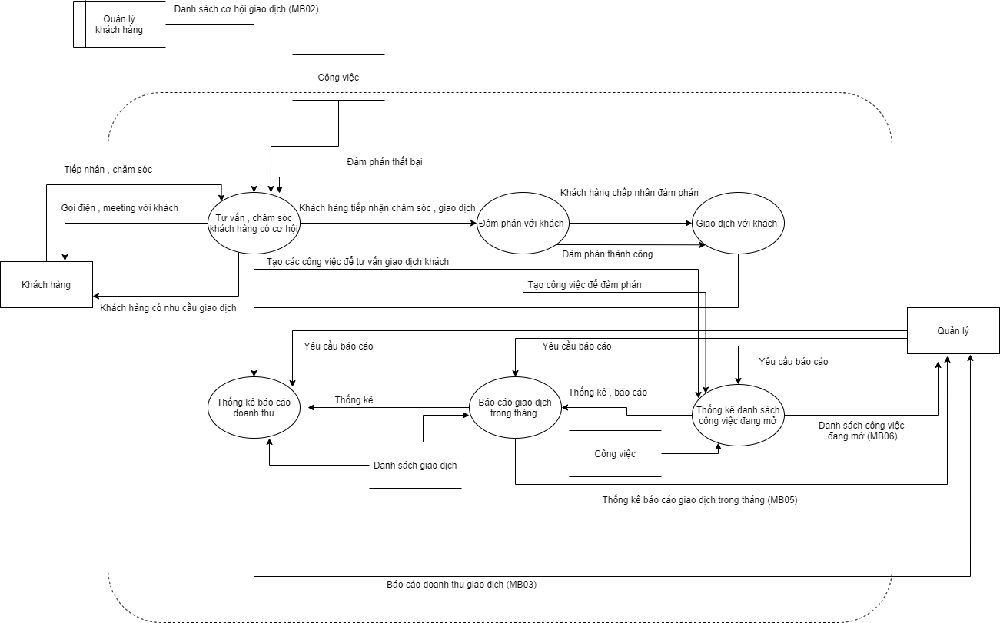 Danh sách cơ hội giao dịch (MB02)
Quản lý
khách hàng
Công việc
Đàm phán thất bại
Tiếp nhận , chăm sóc
Khách hàng chấp nhận đàm phán
Gọi điện , meeting với khách
Khách hàng tiếp nhận chăm sóc , giao dịch
Tư vấn , chăm sóc
khách hàng có cơ hội
Đàm phán với khách
Giao dịch với khách
Đàm phán thành công
Tạo các công việc để tư vấn giao dịch khách
Khách hàng
Tạo công việc để đám phán
Khách hàng có nhu cầu giao dịch
Quản lý
Yêu cầu báo cáo
Yêu cầu báo cáo
Yêu cầu báo cáo
Thống kê , báo cáo
Thống kê
Thống kê báo cáo
doanh thu
Báo cáo giao dịch
trong tháng
Thống kê danh sách
công việc đang mở
Danh sách công việc
đang mở (MB06)
Công việc
Danh sách giao dịch
Thống kê báo cáo giao dịch trong tháng (MB05)
Báo cáo doanh thu giao dịch (MB03)